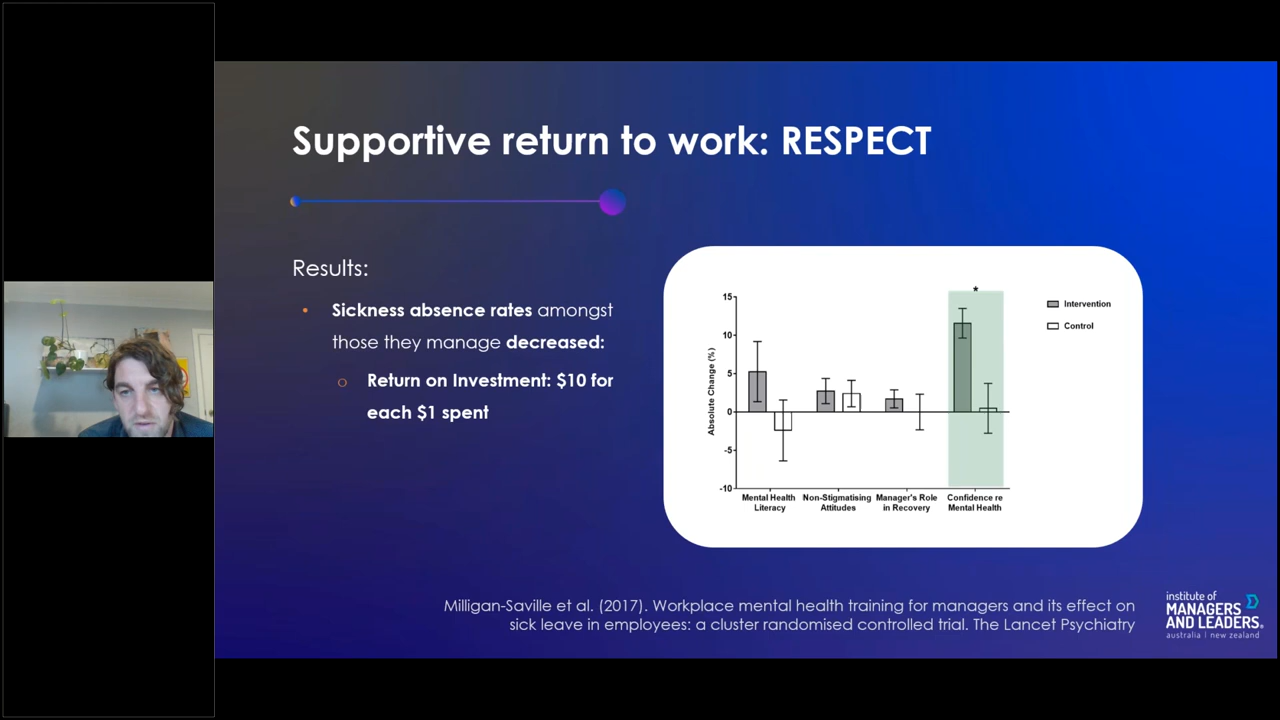 Supportive return to work: RESPECT
Results:
• Sickness absence rates amongst
those they manage decreased:
o Return on Investment: $10 for
each $1 spent
*
15
10
5
0
-5
-10
Absolute Change (%)
Intervention
Control
Mental Health
Literacy
Non-Stigmatising
Attitudes
Manager's Role
in Recovery
Confidence re
Mental Health
Milligan-Saville et al. (2017). Workplace mental health training for managers and its effect on
sick leave in employees: a cluster randomised controlled trial. The Lancet Psychiatry
institute of
MANAGERS
AND LEADERS®
australia | new zealand